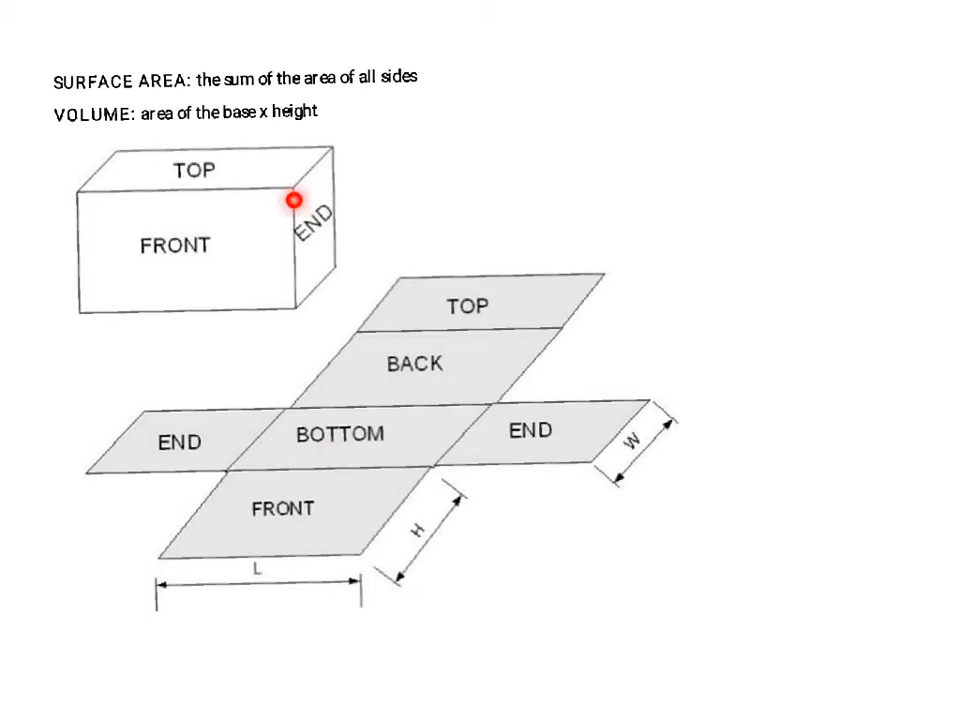 SURFACE AREA: the sum of the area of all sides
VOLUME: area of the base x height
TOP
FRONT
END
TOP
BACK
END
BOTTOM
END
W
FRONT
H
L